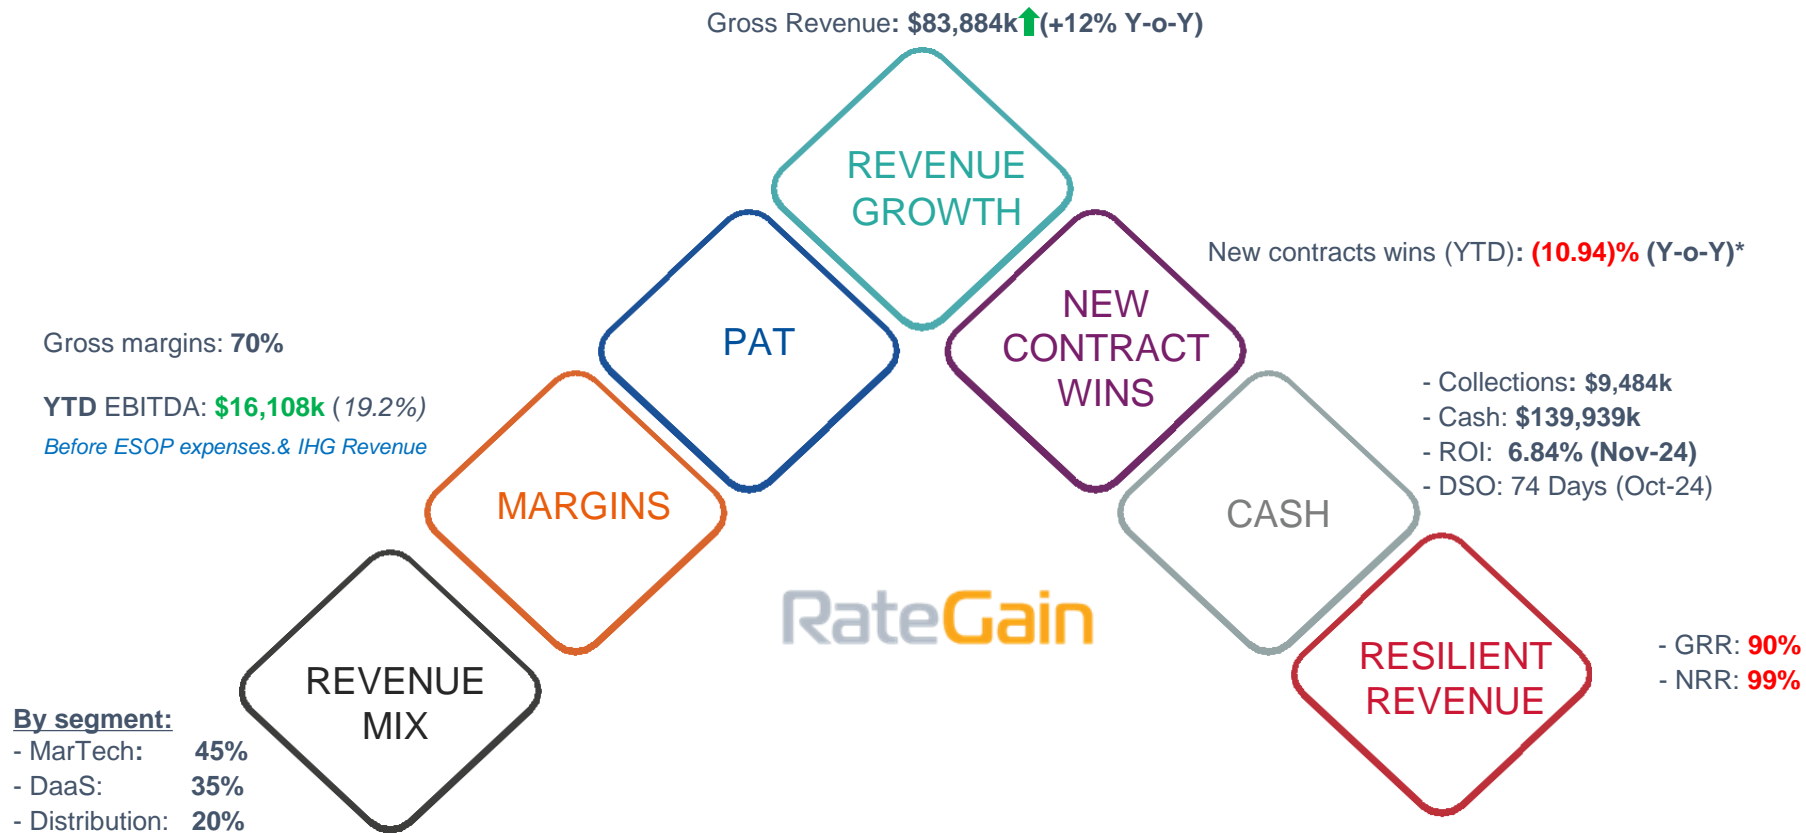 Gross Revenue: $83,884k (+12% Y-o-Y)
REVENUE
GROWTH
New contracts wins (YTD): (10.94)% (Y-o-Y)*
NEW
CONTRACT
WINS
PAT
Gross margins: 70%
YTD EBITDA: $16,108k (19.2%)
Before ESOP expenses.& IHG Revenue
MARGINS
- Collections: $9,484k
- Cash: $139,939k
- ROI: 6.84% (Nov-24)
- DSO: 74 Days (Oct-24)
CASH
RateGain
RESILIENT
REVENUE
- GRR: 90%
- NRR: 99%
REVENUE
MIX
By segment:
- MarTech: 45%
- DaaS: 35%
- Distribution: 20%